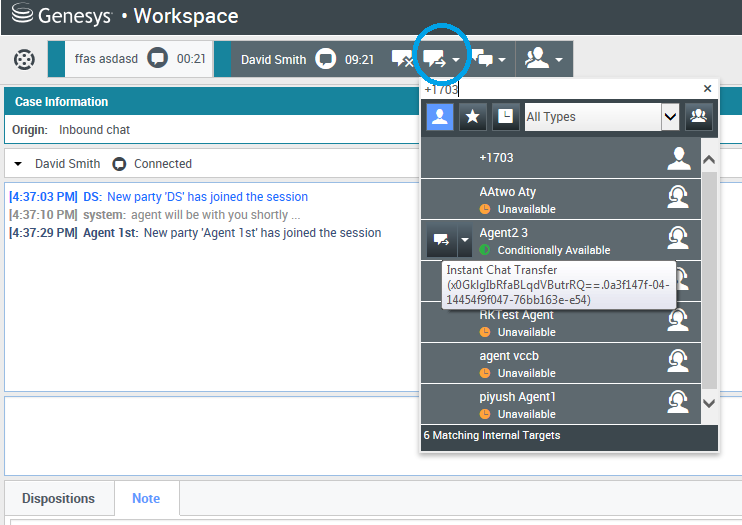 Genesys • Workspace
ffas asdasd 00:21 David Smith 09:21
+1703
Case Information
All Types
Origin: Inbound chat
+1703
David Smith Connected
AAtwo Aty
Unavailable
[4:37:03 PM] DS: New party 'DS' has joined the session
[4:37:10 PM] system: agent will be with you shortly ...
[4:37:29 PM] Agent 1st: New party 'Agent 1st' has joined the session
Agent2 3
Conditionally Available
Instant Chat Transfer
(x0GkIgIbRfaBLqdVButrRQ==.0a3f147f-04-
14454f9f047-76bb163e-e54)
RKTest Agent
Unavailable
agent vccb
Unavailable
piyush Agent1
Unavailable
6 Matching Internal Targets
Dispositions Note